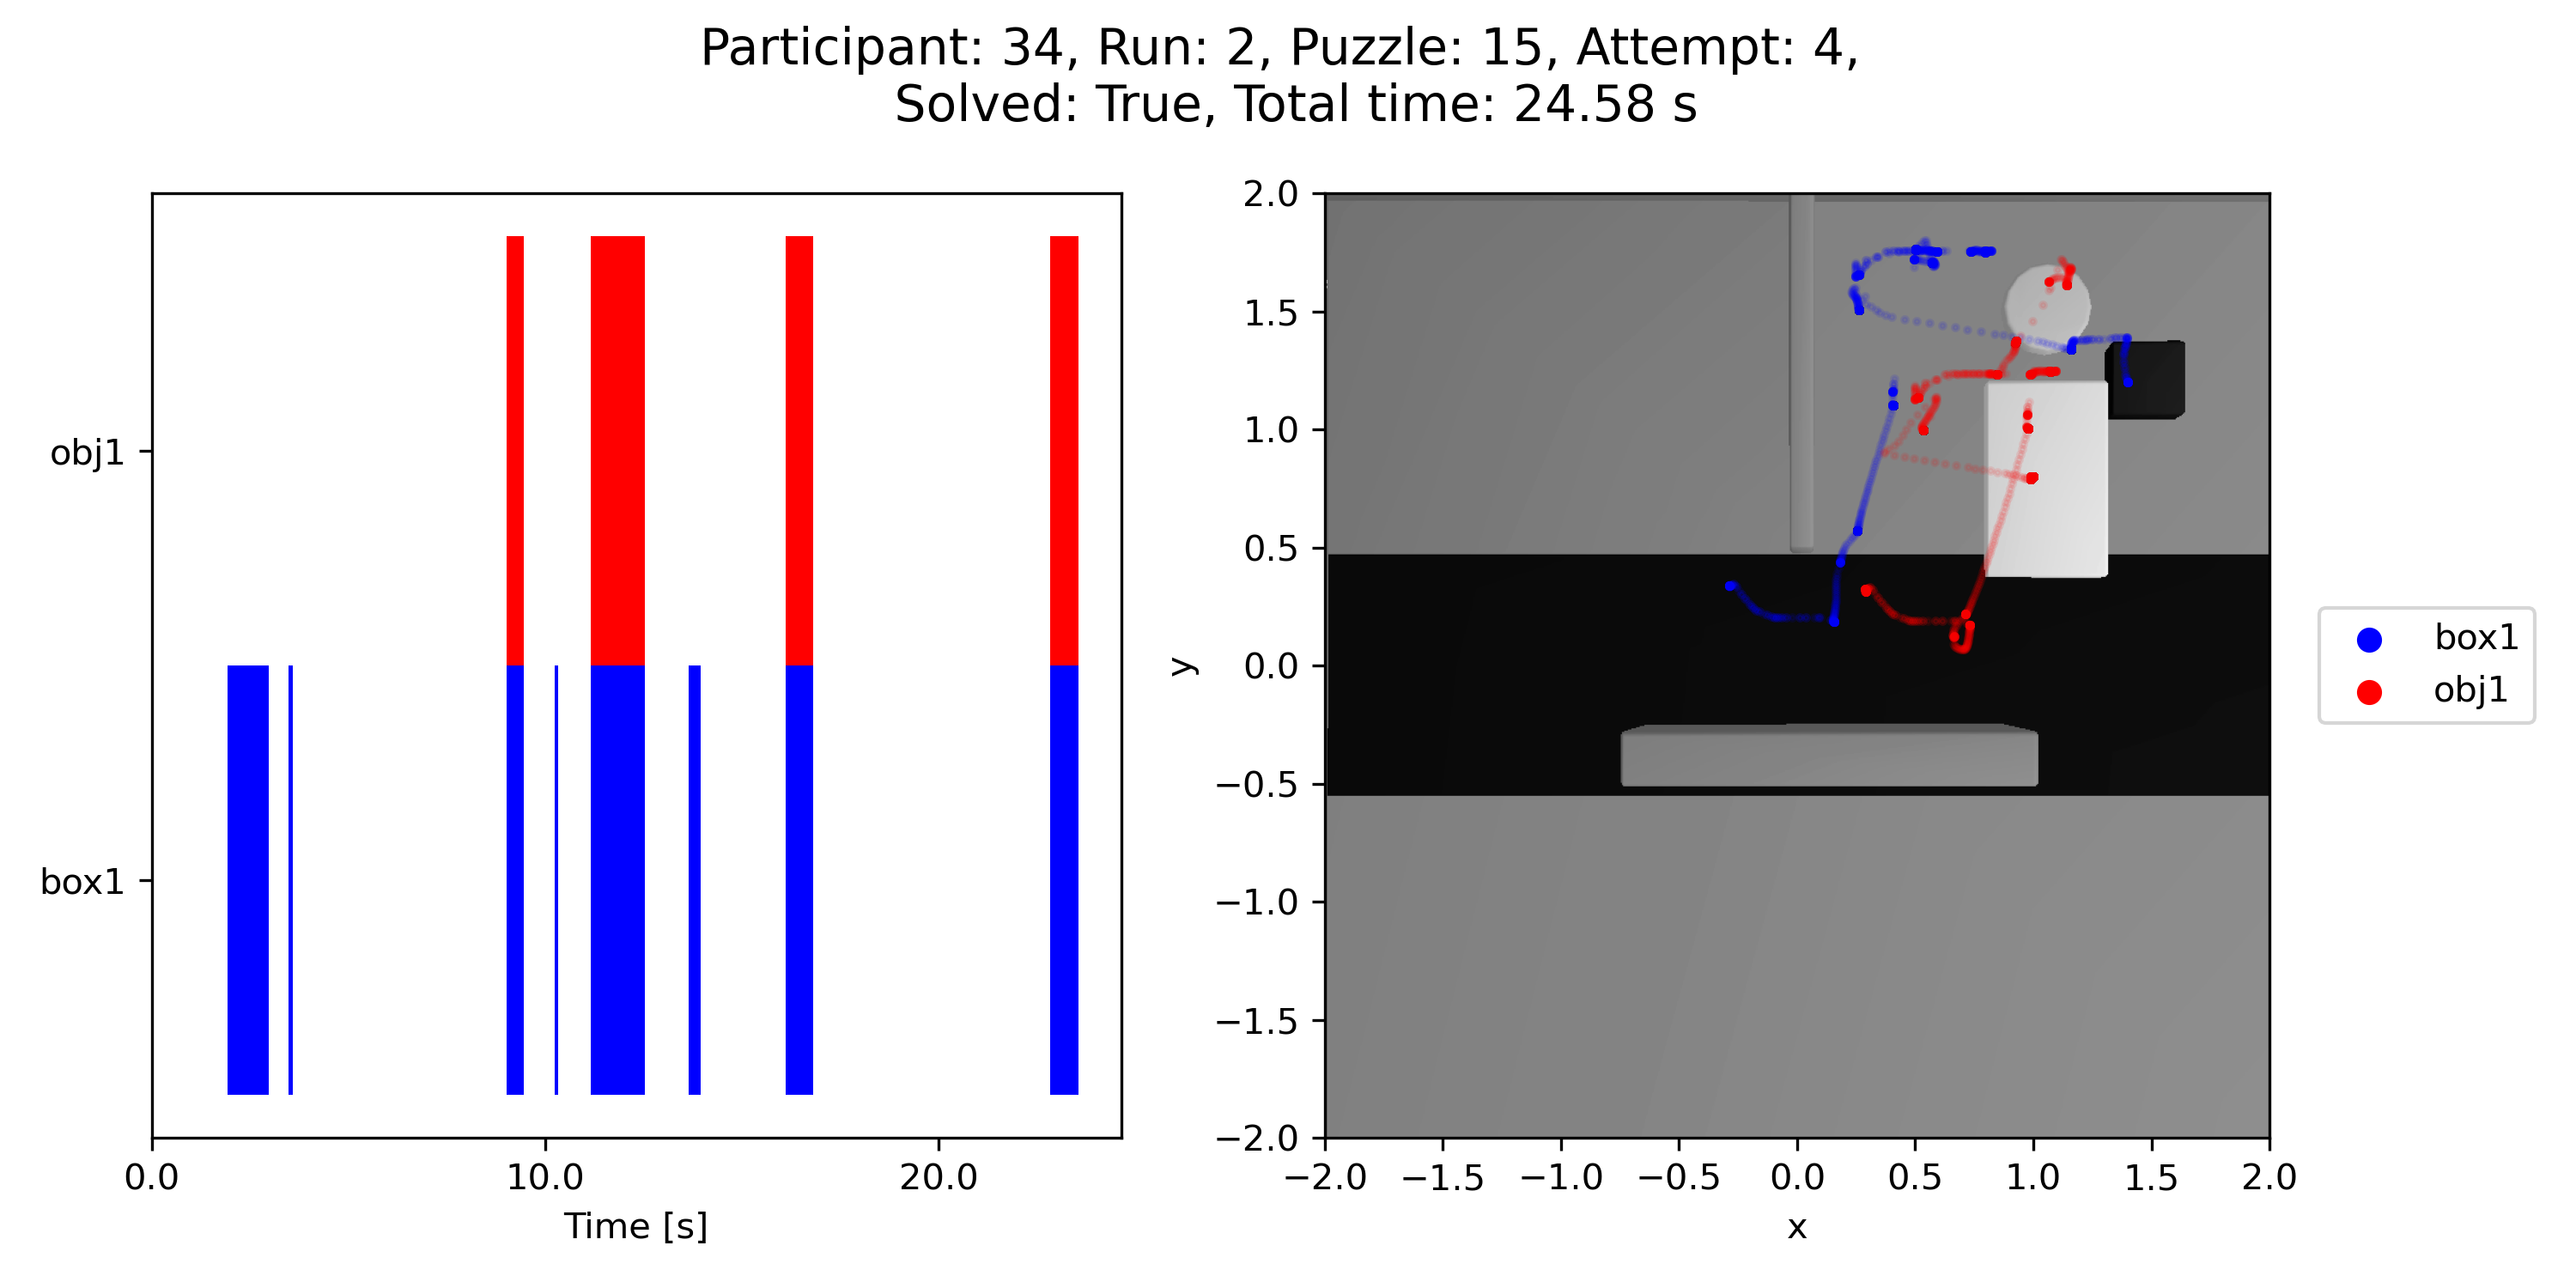 Participant: 34, Run: 2, Puzzle: 15, Attempt: 4,
Solved: True, Total time: 24.58 s
obj1
box1
0.0 10.0 20.0
Time [s]
2.0
1.5
1.0
0.5
0.0
−0.5
−1.0
−1.5
−2.0
y
−2.0 −1.5 −1.0 −0.5 0.0 0.5 1.0 1.5 2.0
x
box1
obj1